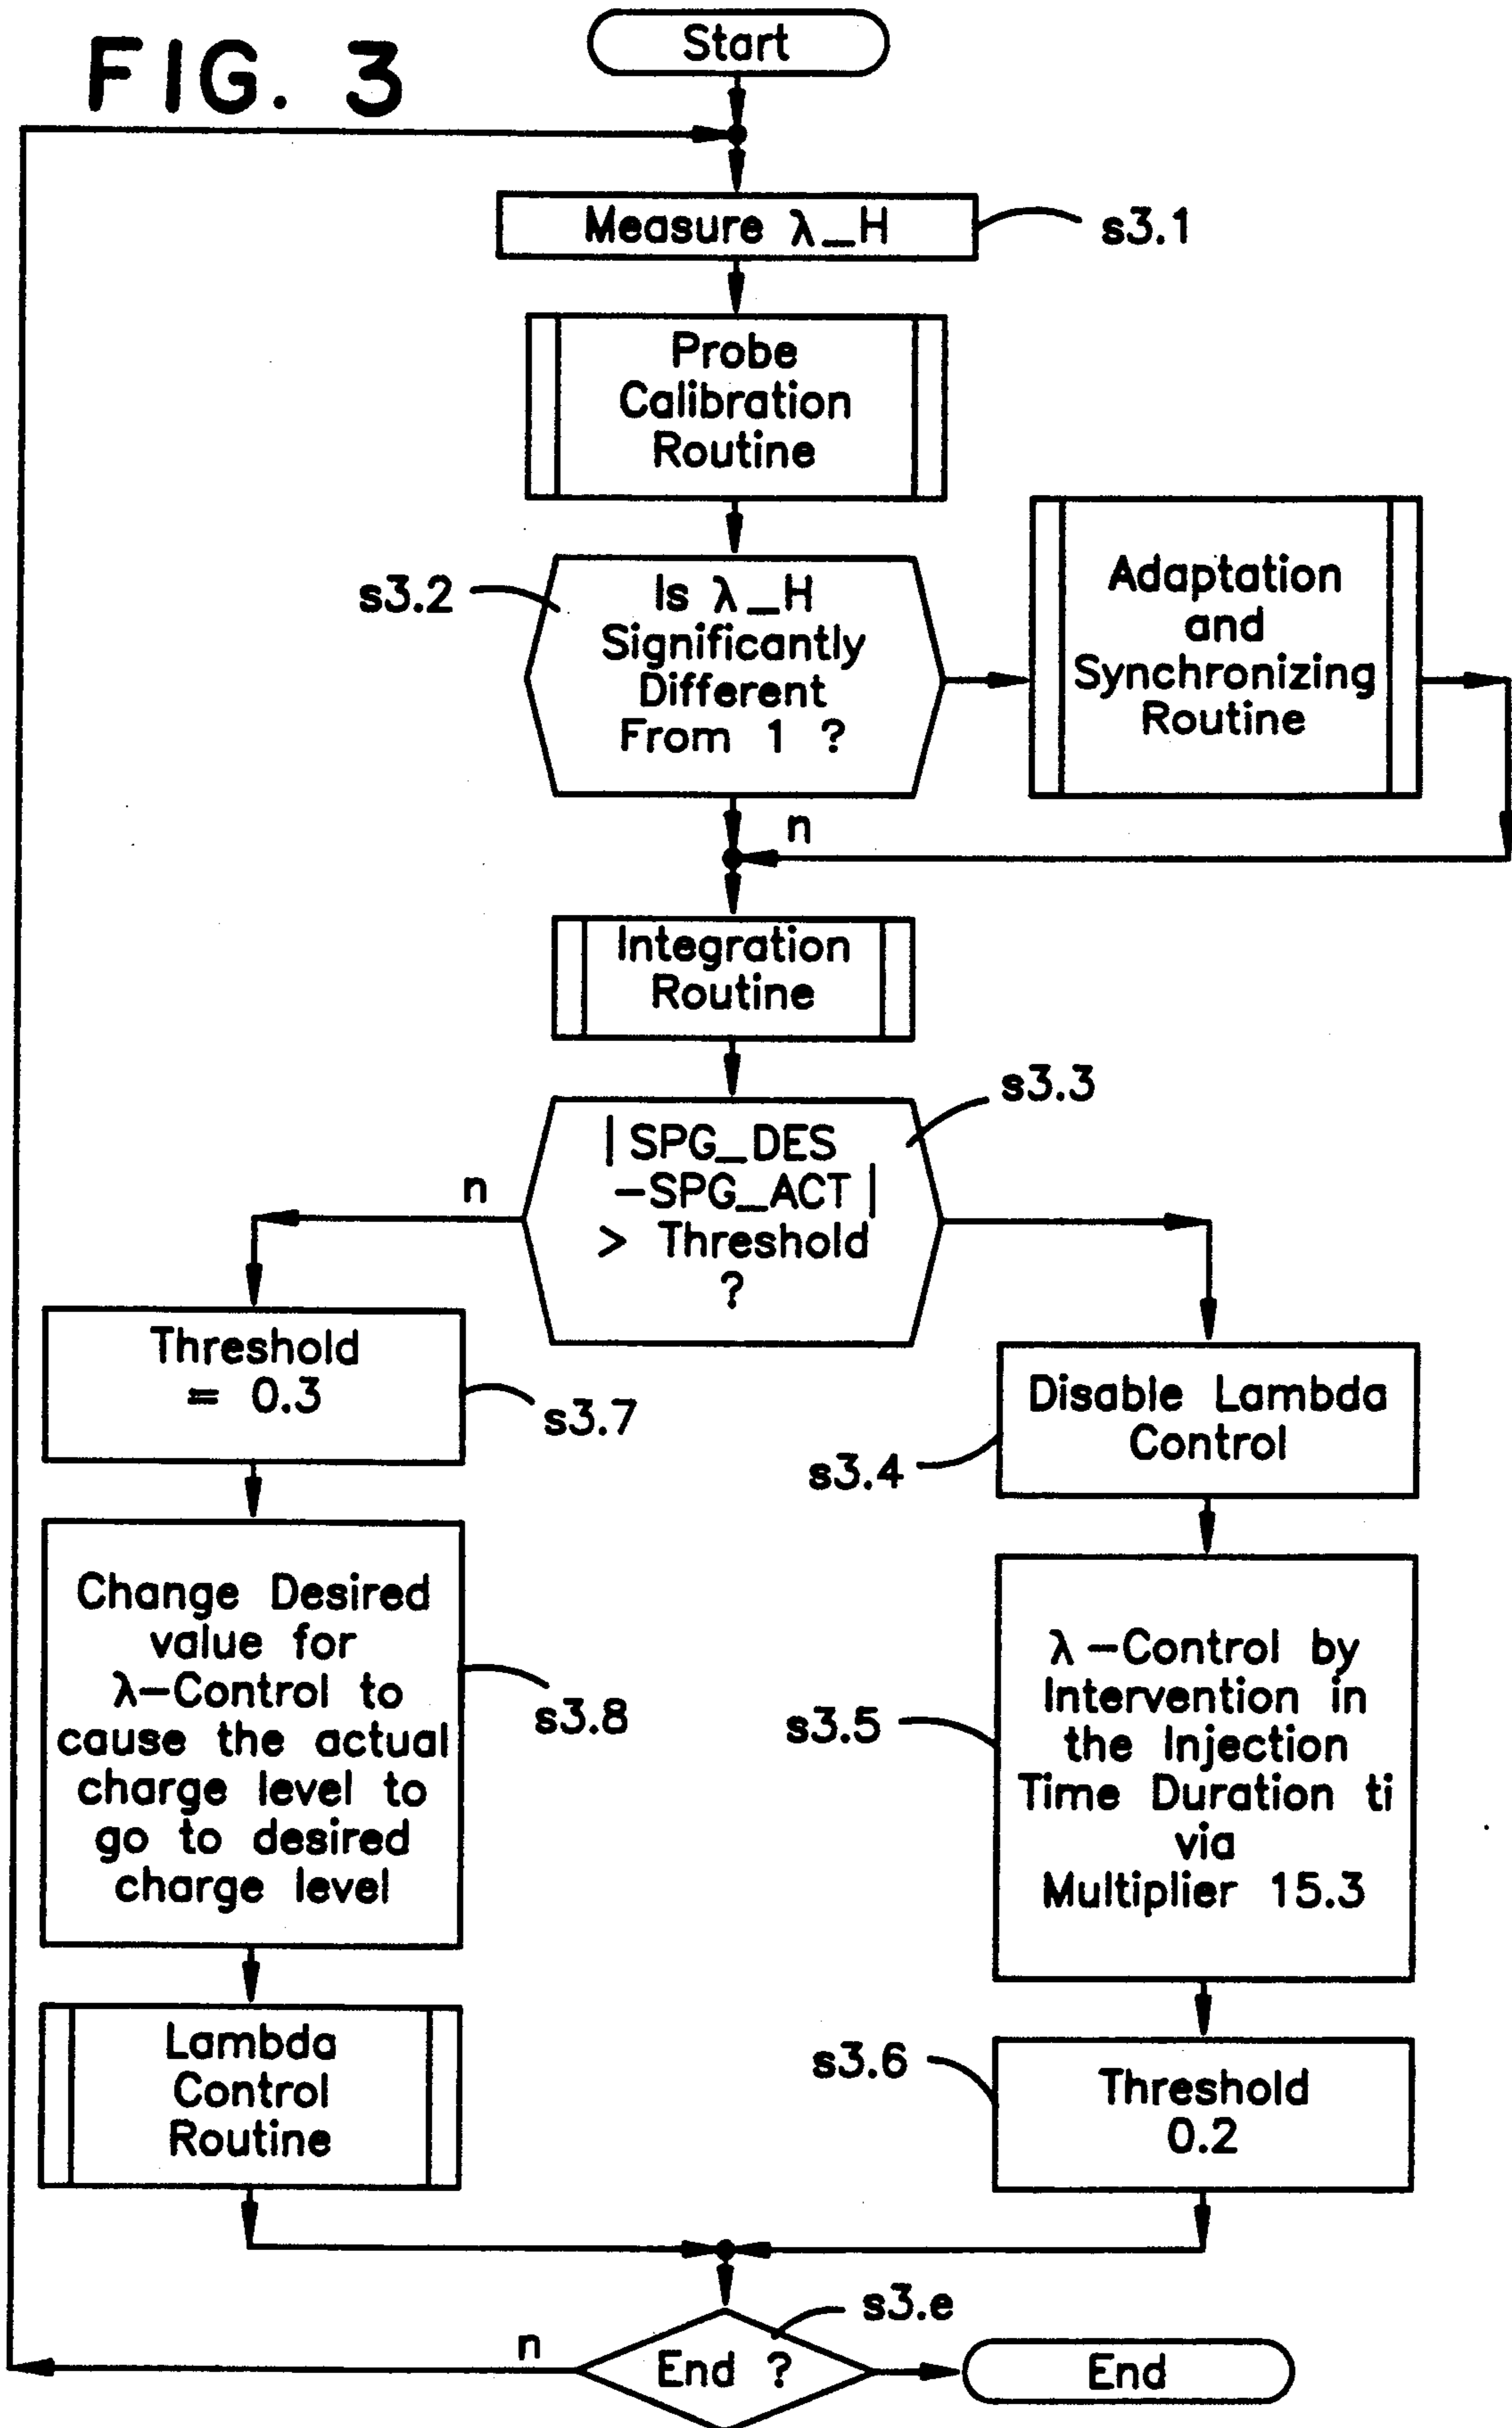 FIG. 3
Start
Measure λ_H
s3.1
Probe
Calibration
Routine
s3.2
Is λ_H
Significantly
Different
From 1 ?
Adaptation
and
Synchronizing
Routine
n
Integration
Routine
s3.3
|SPG_DES
-SPG_ACT|
> Threshold
?
n
Threshold
= 0.3
s3.7
Disable Lambda
Control
s3.4
Change Desired
value for
λ-Control to
cause the actual
charge level to
go to desired
charge level
s3.8
λ-Control by
Intervention in
the Injection
Time Duration ti
via
Multiplier 15.3
s3.5
Lambda
Control
Routine
s3.6
Threshold
0.2
s3.e
n
End ?
End